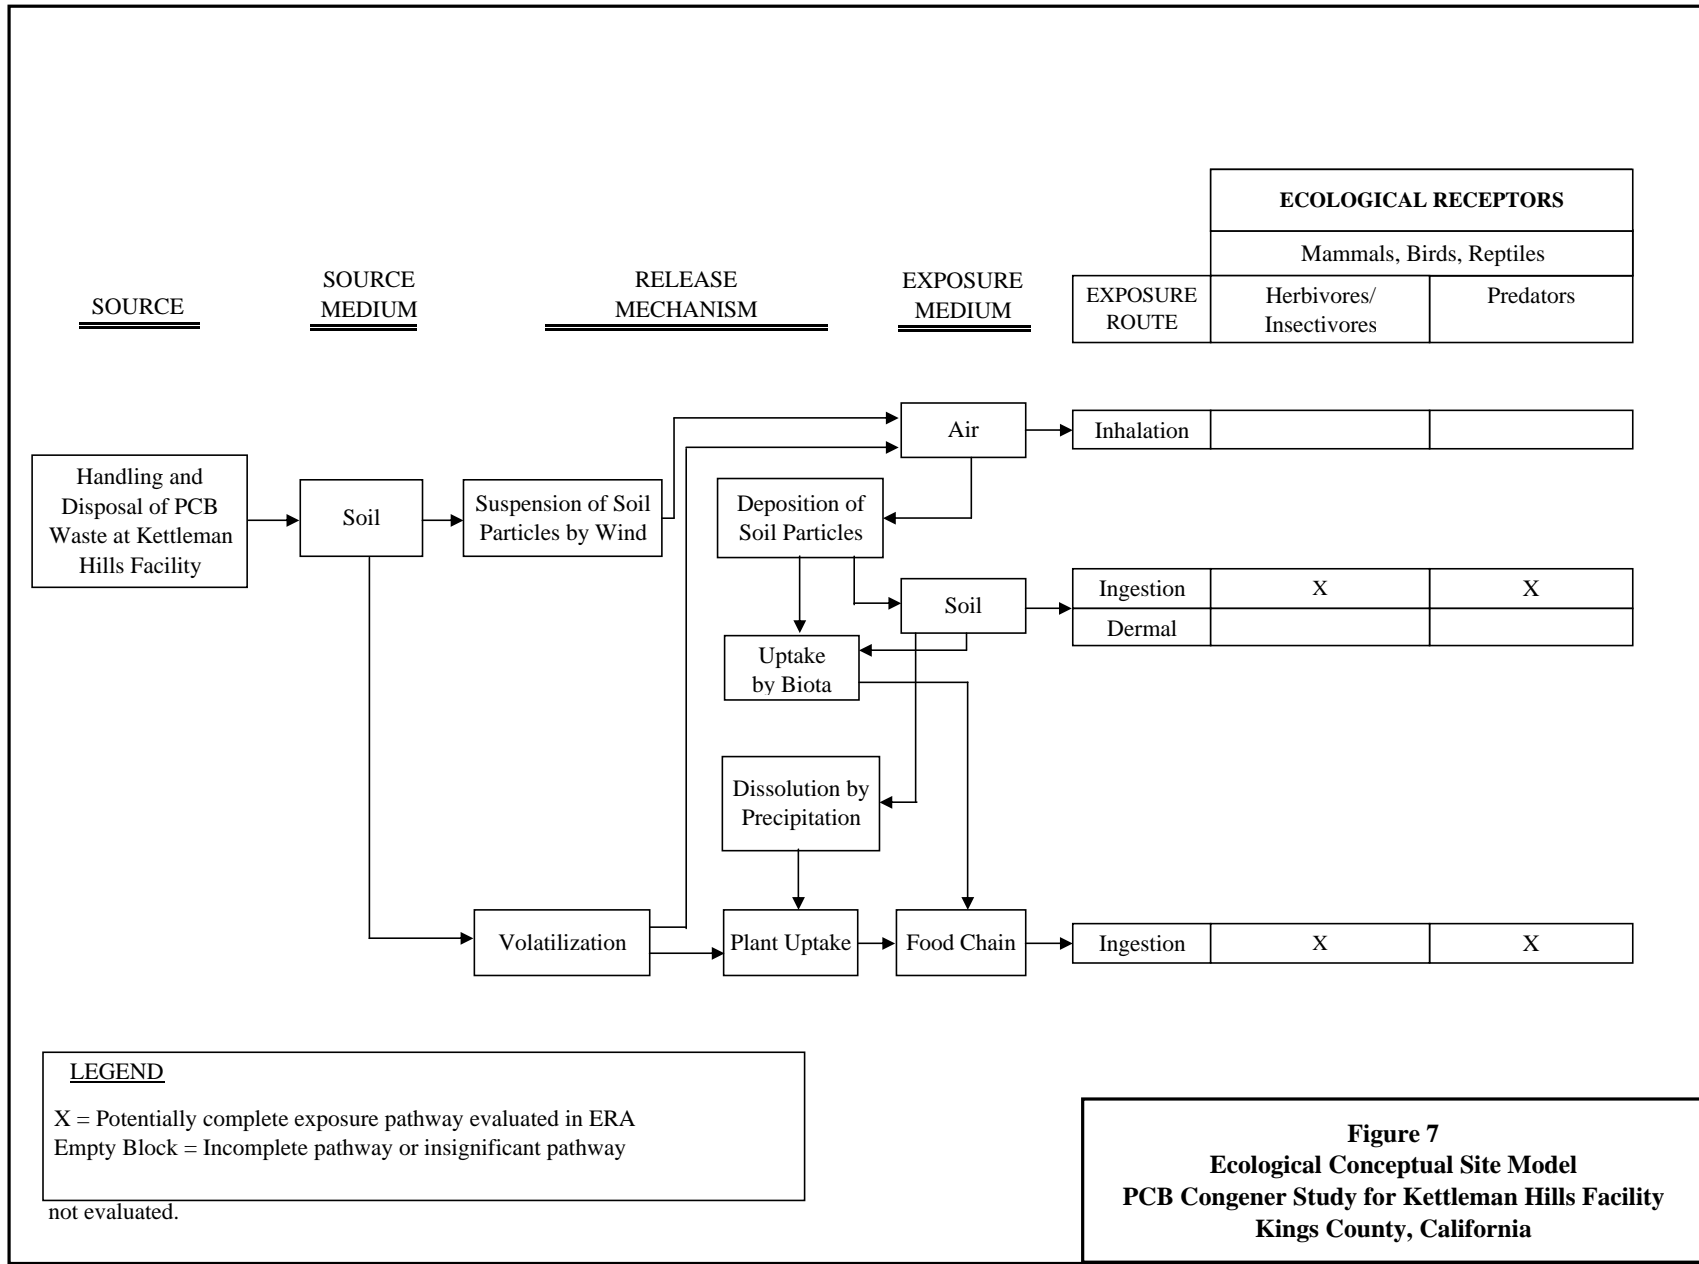 ECOLOGICAL RECEPTORS
Mammals, Birds, Reptiles
SOURCE
SOURCE
MEDIUM
RELEASE
MECHANISM
EXPOSURE
MEDIUM
EXPOSURE
ROUTE
Herbivores/
Insectivores
Predators
Air
Inhalation
Handling and
Disposal of PCB
Waste at Kettleman
Hills Facility
Soil
Suspension of Soil
Particles by Wind
Deposition of
Soil Particles
Soil
Ingestion
X
X
Dermal
Uptake
by Biota
Dissolution by
Precipitation
Volatilization
Plant Uptake
Food Chain
Ingestion
X
X
LEGEND
X = Potentially complete exposure pathway evaluated in ERA
Empty Block = Incomplete pathway or insignificant pathway
not evaluated.
Figure 7
Ecological Conceptual Site Model
PCB Congener Study for Kettleman Hills Facility
Kings County, California